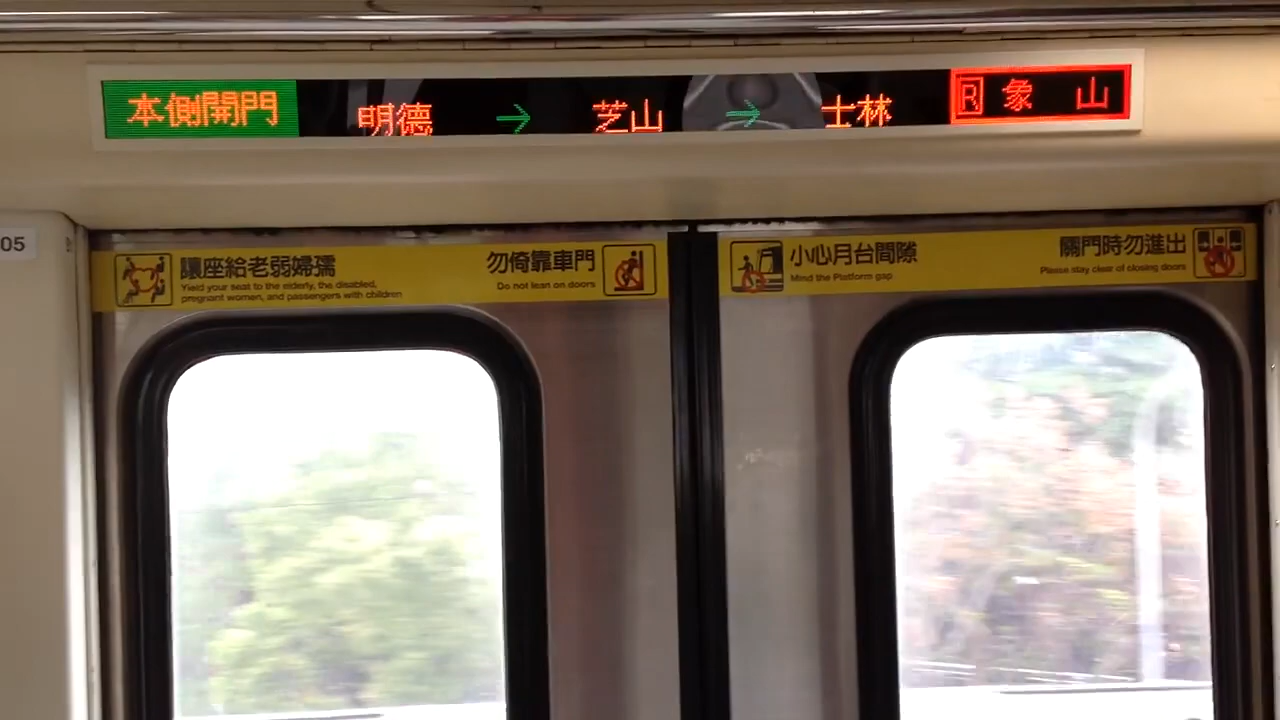 本側開門 明德 → 芝山 → 士林 R 象 山
05
讓座給老弱婦孺
Yield your seat to the elderly, the disabled,
pregnant women, and passengers with children
勿倚靠車門
Do not lean on doors
小心月台間隙
Mind the Platform gap
關門時勿進出
Please stay clear of closing doors